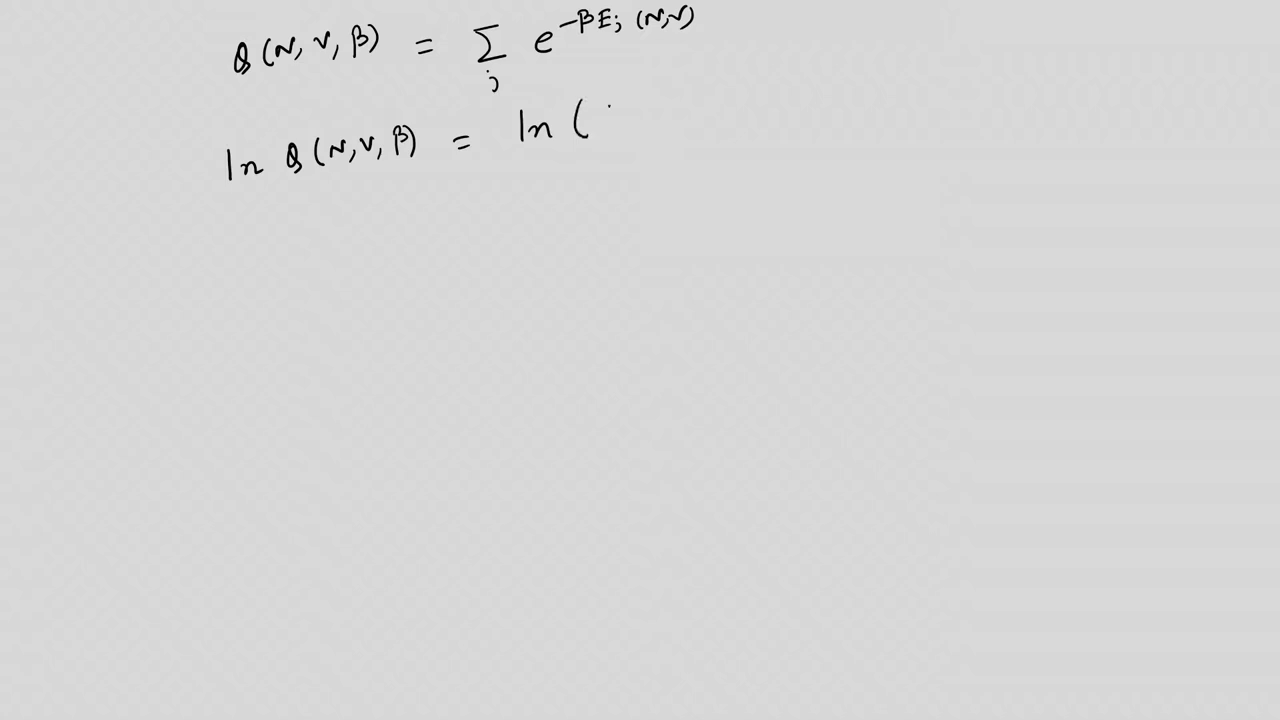 Q(N, V, β) = Σ_j e^{-βE_j (N,V)}
ln Q(N, V, β) = ln (